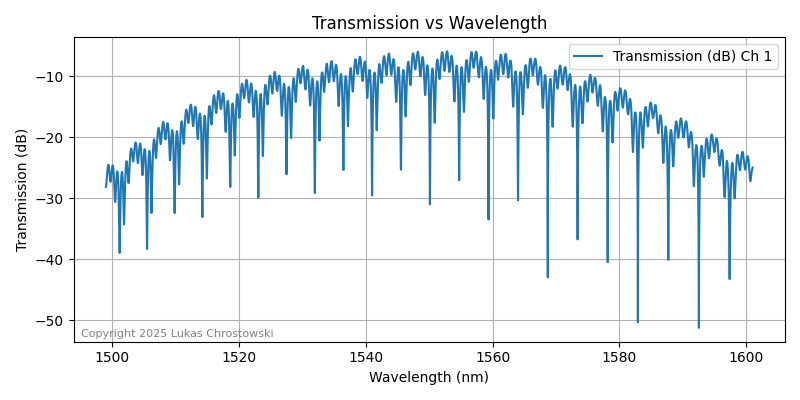 Transmission vs Wavelength
Transmission (dB) Ch 1
Transmission (dB)
−10
−20
−30
−40
−50
Copyright 2025 Lukas Chrostowski
1500 1520 1540 1560 1580 1600
Wavelength (nm)